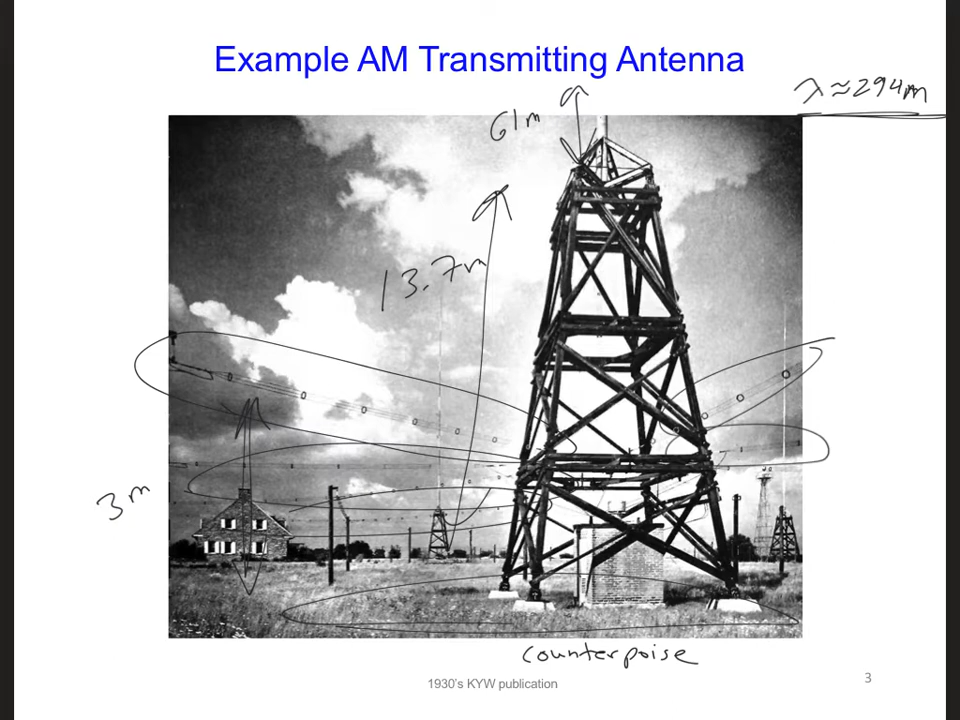 Example AM Transmitting Antenna
λ≈294m
61m
13.7m
3m
counterpoise
1930's KYW publication
3